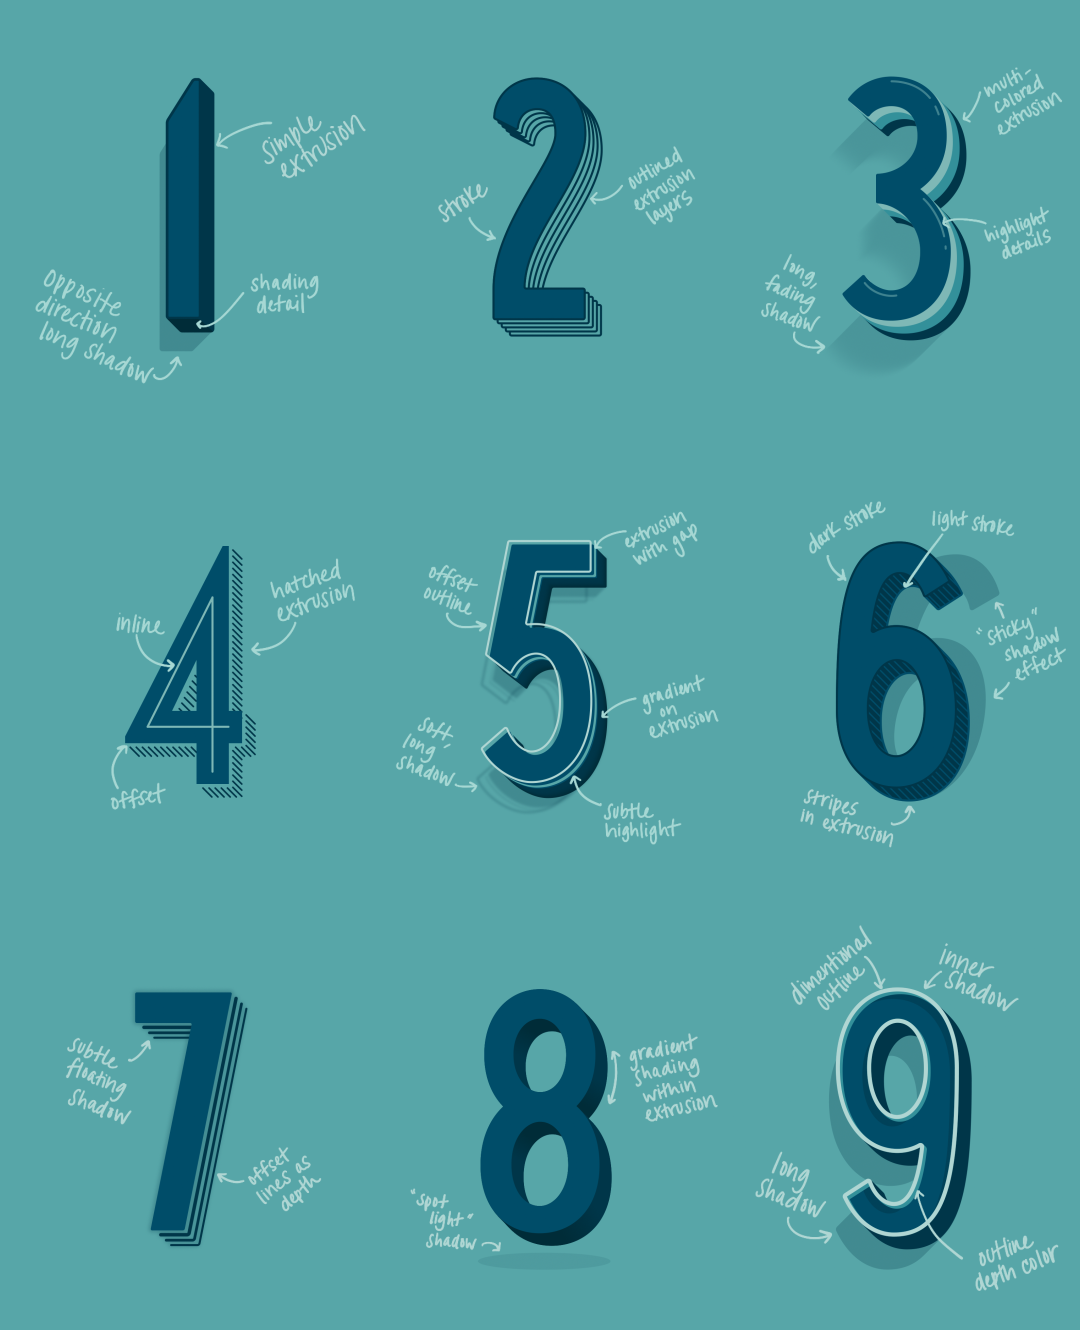 1
simple
extrusion
shading
detail
opposite
direction
long shadow
2
stroke
outlined
extrusion
layers
3
multi-
colored
extrusion
highlight
details
long,
fading
shadow
4
hatched
extrusion
inline
offset
5
extrusion
with gap
offset
outline
gradient
on
extrusion
soft,
long
shadow
subtle
highlight
6
dark stroke
light stroke
"sticky"
shadow
effect
stripes
in extrusion
7
subtle
floating
shadow
offset
lines as
depth
8
gradient
shading
within
extrusion
"spot
light"
shadow
9
dimentional
outline
inner
shadow
long
shadow
outline
depth color